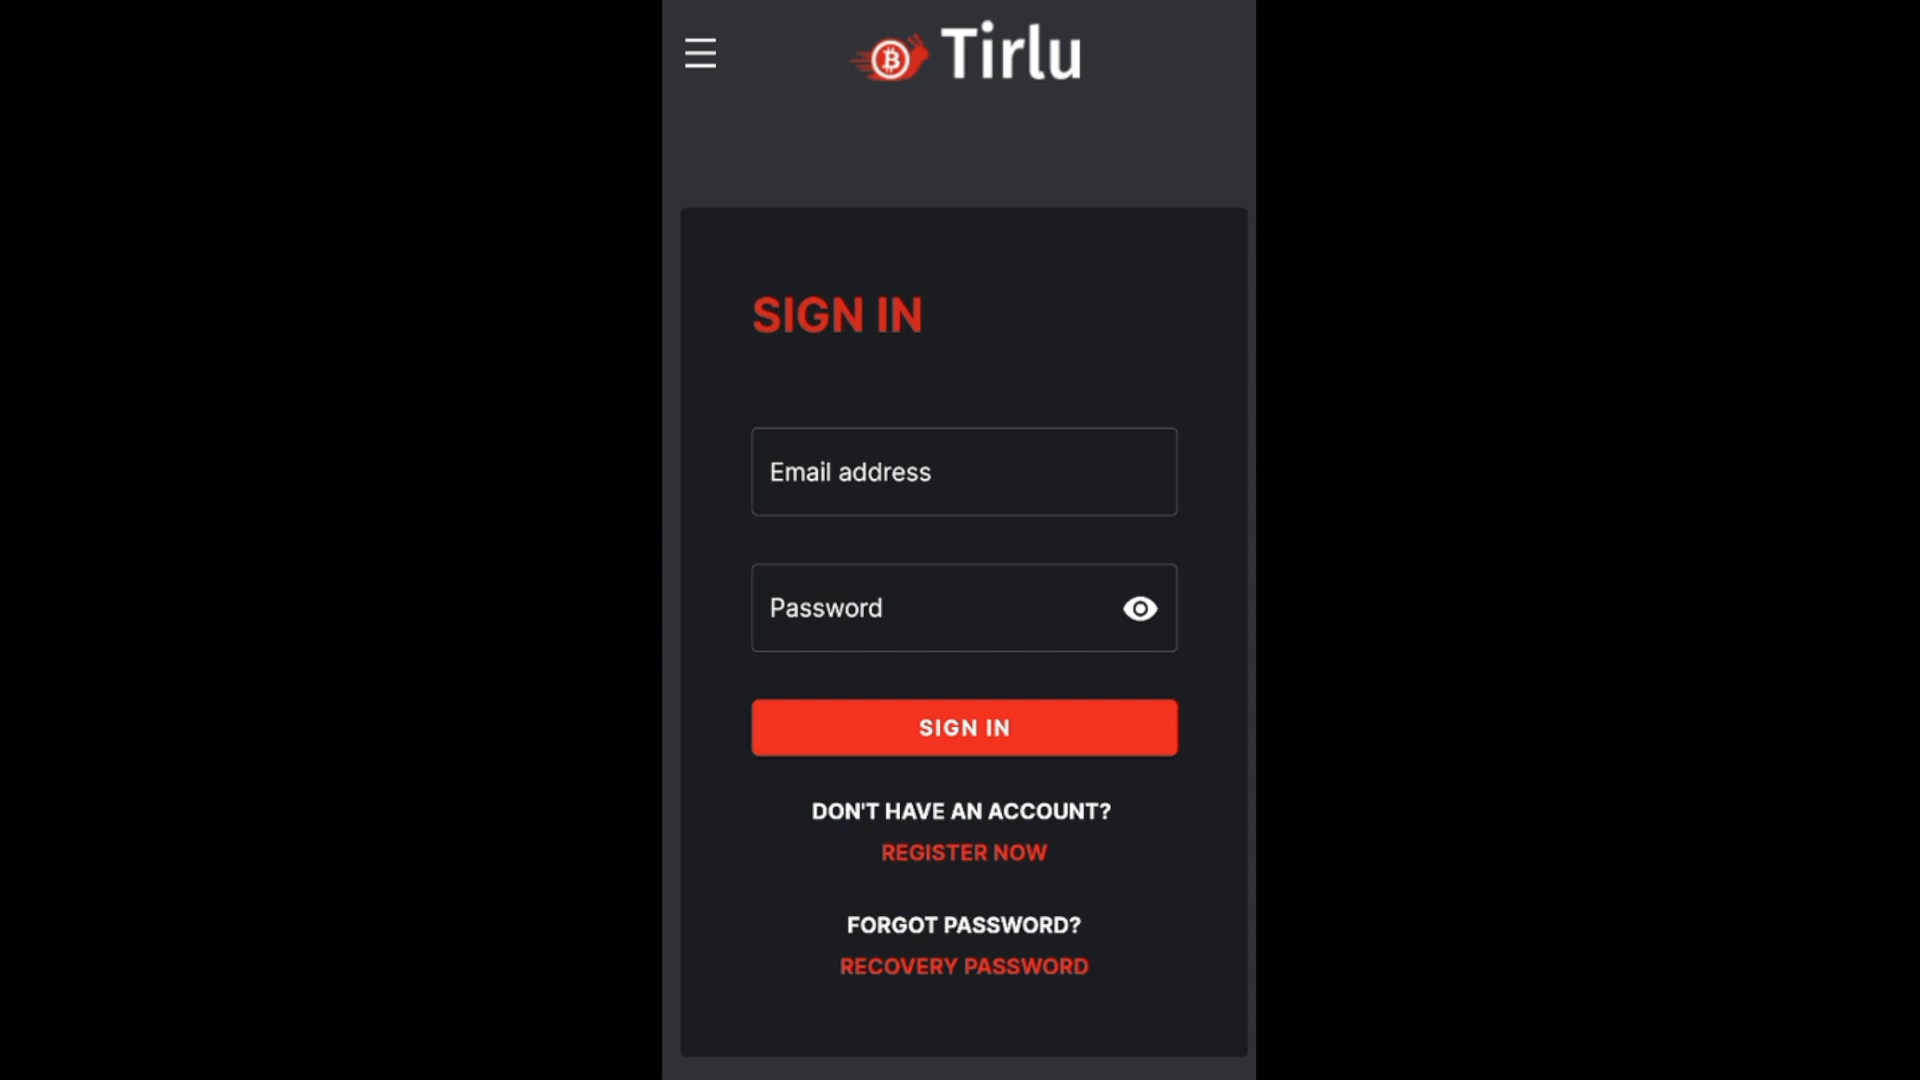 Tirlu
SIGN IN
Email address
Password
SIGN IN
DON'T HAVE AN ACCOUNT?
REGISTER NOW
FORGOT PASSWORD?
RECOVERY PASSWORD